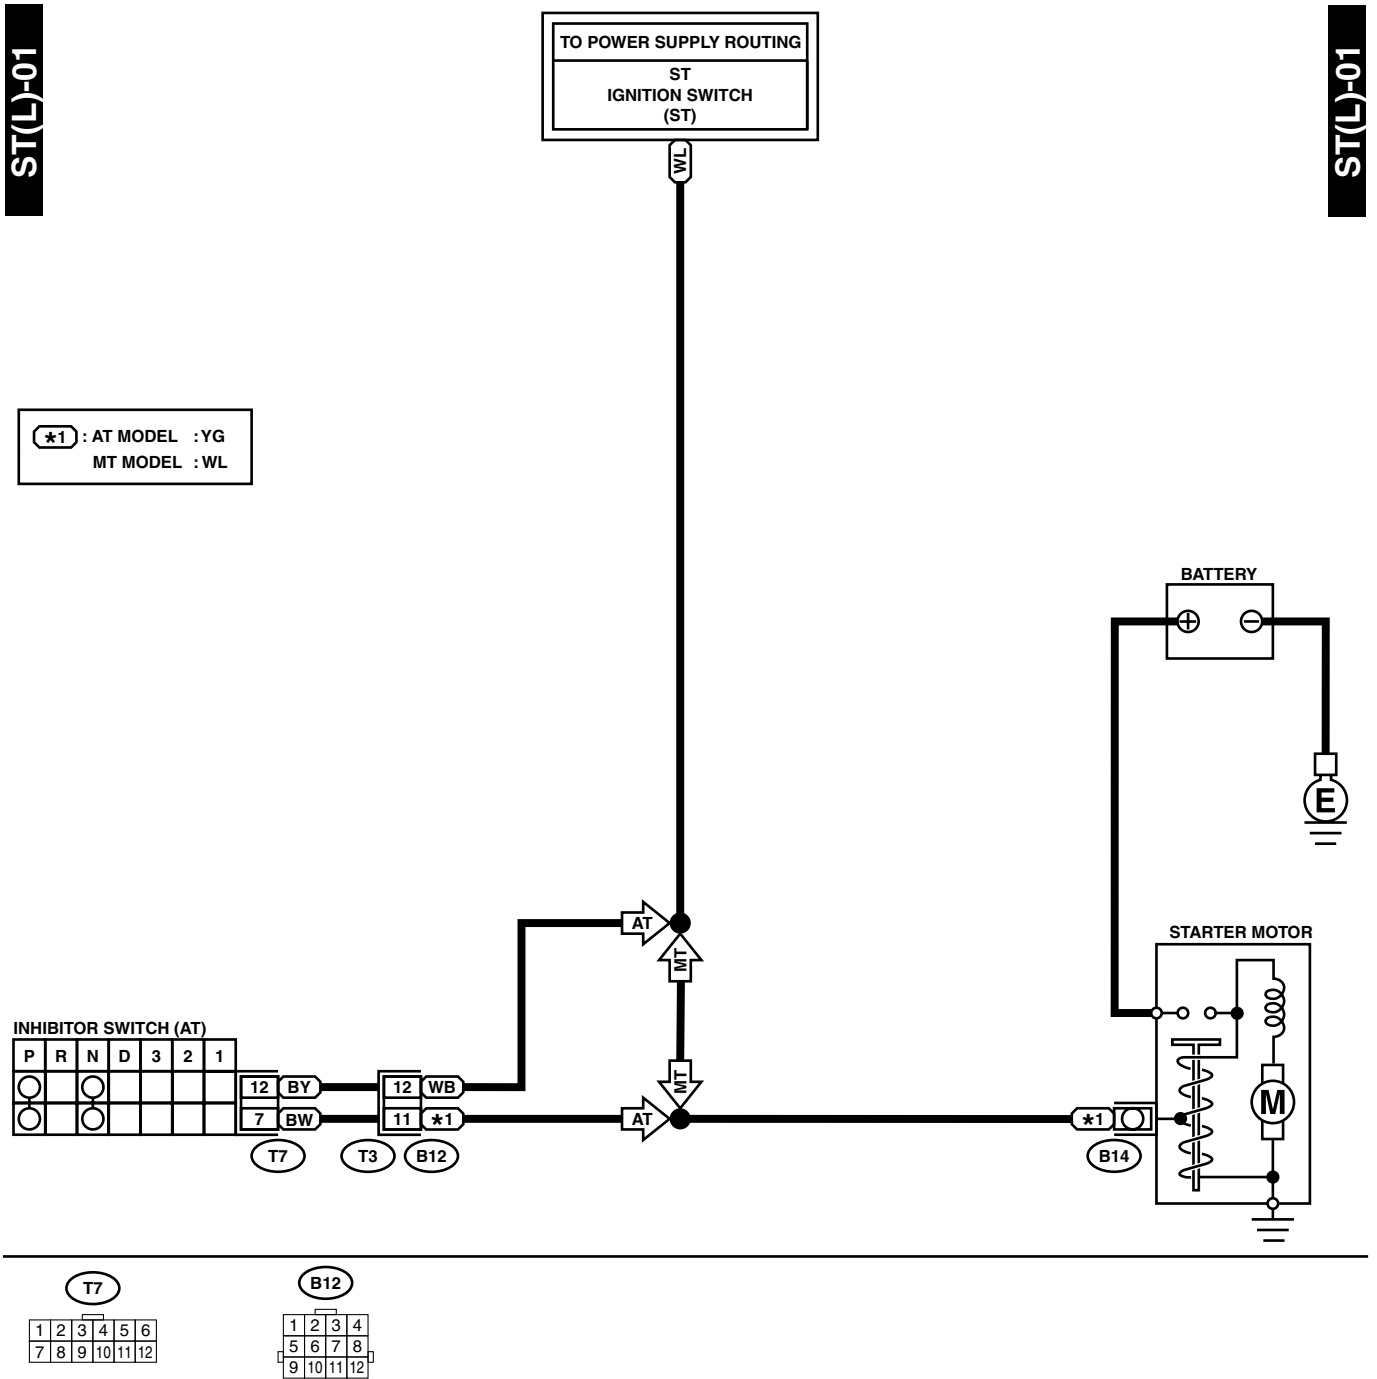 ST(L)-01
ST(L)-01
TO POWER SUPPLY ROUTING
ST
IGNITION SWITCH
(ST)
WL
*1 : AT MODEL : YG
MT MODEL : WL
BATTERY
E
STARTER MOTOR
M
AT
MT
MT
AT
INHIBITOR SWITCH (AT)
P R N D 3 2 1
12 BY 12 WB
7 BW 11 *1
*1
T7 T3 B12
B14
T7
1 2 3 4 5 6
7 8 9 10 11 12
B12
1 2 3 4
5 6 7 8
9 10 11 12